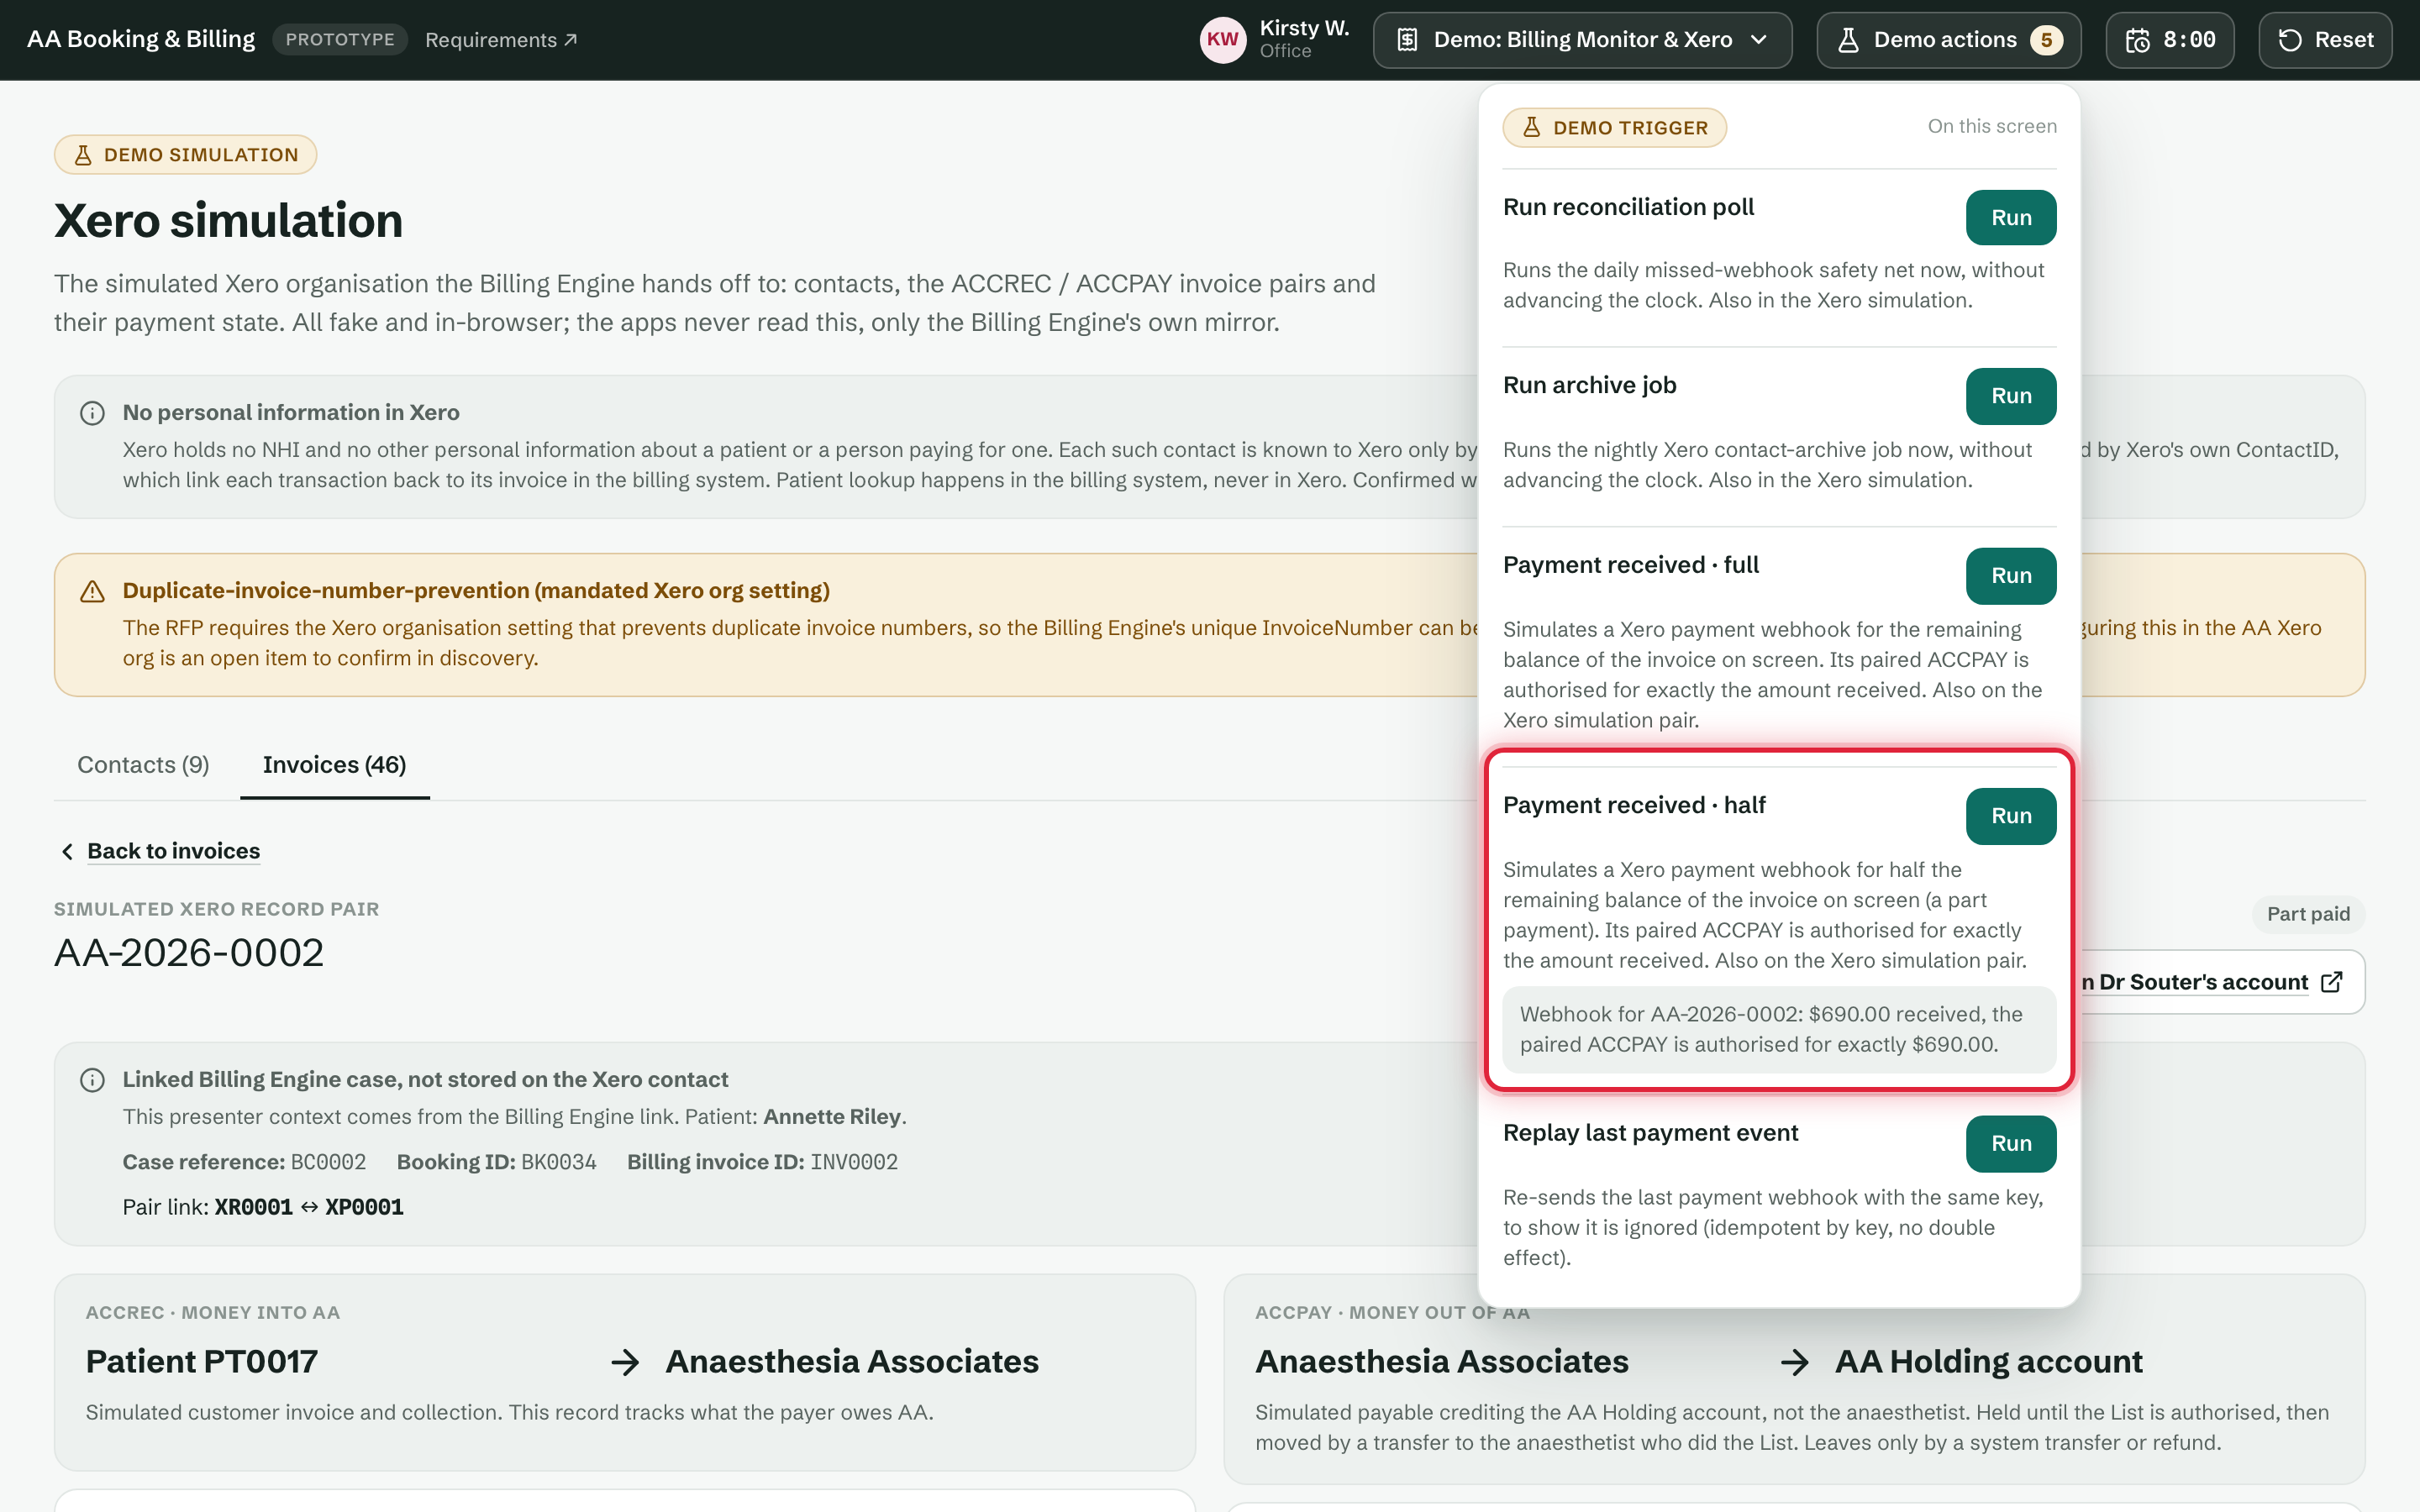 AA Booking & Billing
PROTOTYPE
Requirements ↗
KW
Kirsty W.
Office
Demo: Billing Monitor & Xero
Demo actions 5
8:00
Reset
DEMO SIMULATION
Xero simulation
The simulated Xero organisation the Billing Engine hands off to: contacts, the ACCREC / ACCPAY invoice pairs and
their payment state. All fake and in-browser; the apps never read this, only the Billing Engine's own mirror.
No personal information in Xero
Xero holds no NHI and no other personal information about a patient or a person paying for one. Each such contact is known to Xero only by
d by Xero's own ContactID,
which link each transaction back to its invoice in the billing system. Patient lookup happens in the billing system, never in Xero. Confirmed w
Duplicate-invoice-number-prevention (mandated Xero org setting)
The RFP requires the Xero organisation setting that prevents duplicate invoice numbers, so the Billing Engine's unique InvoiceNumber can be
guring this in the AA Xero
org is an open item to confirm in discovery.
Contacts (9)
Invoices (46)
Back to invoices
SIMULATED XERO RECORD PAIR
AA-2026-0002
Part paid
n Dr Souter's account
Linked Billing Engine case, not stored on the Xero contact
This presenter context comes from the Billing Engine link. Patient: Annette Riley.
Case reference: BC0002 Booking ID: BK0034 Billing invoice ID: INV0002
Pair link: XR0001 ↔ XP0001
ACCREC · MONEY INTO AA
Patient PT0017 → Anaesthesia Associates
Simulated customer invoice and collection. This record tracks what the payer owes AA.
ACCPAY · MONEY OUT OF AA
Anaesthesia Associates → AA Holding account
Simulated payable crediting the AA Holding account, not the anaesthetist. Held until the List is authorised, then
moved by a transfer to the anaesthetist who did the List. Leaves only by a system transfer or refund.
DEMO TRIGGER
On this screen
Run reconciliation poll
Run
Runs the daily missed-webhook safety net now, without
advancing the clock. Also in the Xero simulation.
Run archive job
Run
Runs the nightly Xero contact-archive job now, without
advancing the clock. Also in the Xero simulation.
Payment received · full
Run
Simulates a Xero payment webhook for the remaining
balance of the invoice on screen. Its paired ACCPAY is
authorised for exactly the amount received. Also on the
Xero simulation pair.
Payment received · half
Run
Simulates a Xero payment webhook for half the
remaining balance of the invoice on screen (a part
payment). Its paired ACCPAY is authorised for exactly
the amount received. Also on the Xero simulation pair.
Webhook for AA-2026-0002: $690.00 received, the
paired ACCPAY is authorised for exactly $690.00.
Replay last payment event
Run
Re-sends the last payment webhook with the same key,
to show it is ignored (idempotent by key, no double
effect).